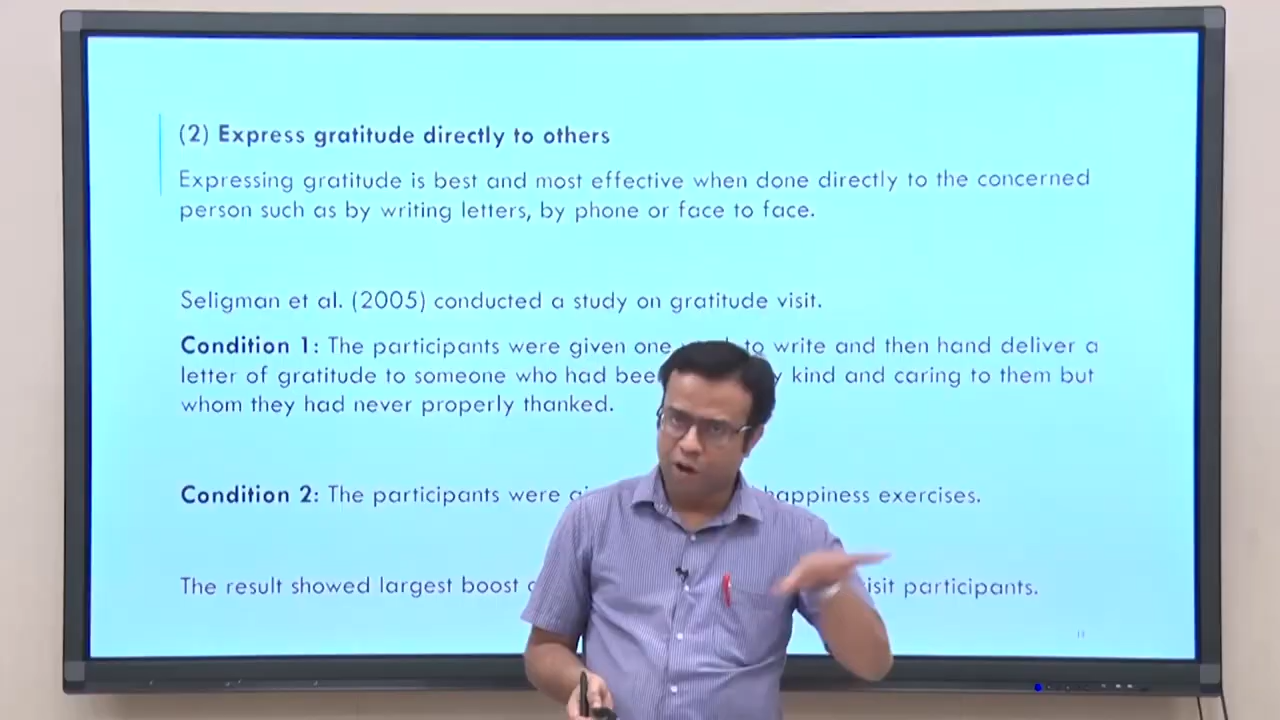 (2) Express gratitude directly to others
Expressing gratitude is best and most effective when done directly to the concerned
person such as by writing letters, by phone or face to face.
Seligman et al. (2005) conducted a study on gratitude visit.
Condition 1: The participants were given one to write and then hand deliver a
letter of gratitude to someone who had been kind and caring to them but
whom they had never properly thanked.
Condition 2: The participants were happiness exercises.
The result showed largest boost participants.
11